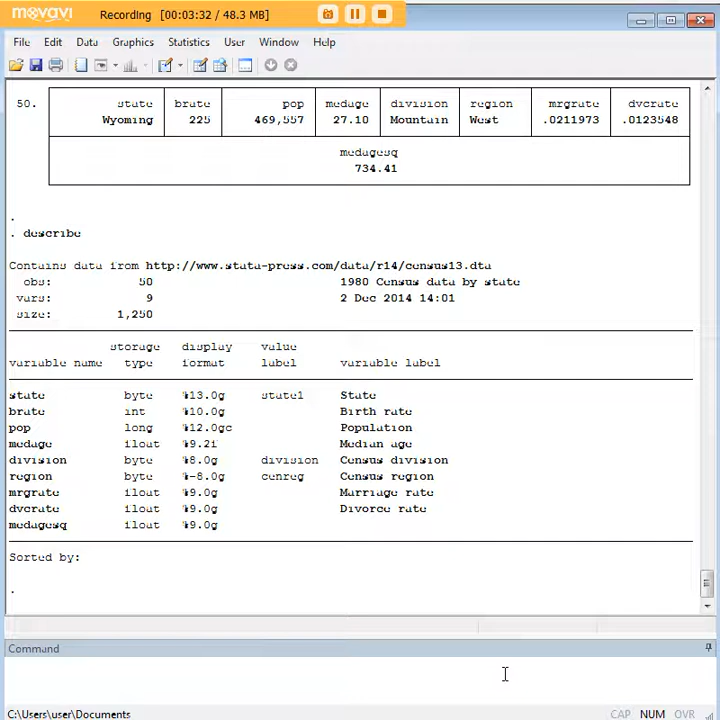 movavi Recording [00:03:32 / 48.3 MB]
File Edit Data Graphics Statistics User Window Help
50. state brate pop medage division region mrgrate dvcrate
Wyoming 225 469,557 27.10 Mountain West .0211973 .0123548
medagesq
734.41
.
. describe
Contains data from http://www.stata-press.com/data/r14/census13.dta
obs: 50 1980 Census data by state
vars: 9 2 Dec 2014 14:01
size: 1,250
storage display value
variable name type format label variable label
state byte %13.0g state1 State
brate int %10.0g Birth rate
pop long %12.0gc Population
medage float %9.2f Median age
division byte %8.0g division Census division
region byte %-8.0g cenreg Census region
mrgrate float %9.0g Marriage rate
dvcrate float %9.0g Divorce rate
medagesq float %9.0g
Sorted by:
.
Command
C:\Users\user\Documents CAP NUM OVR